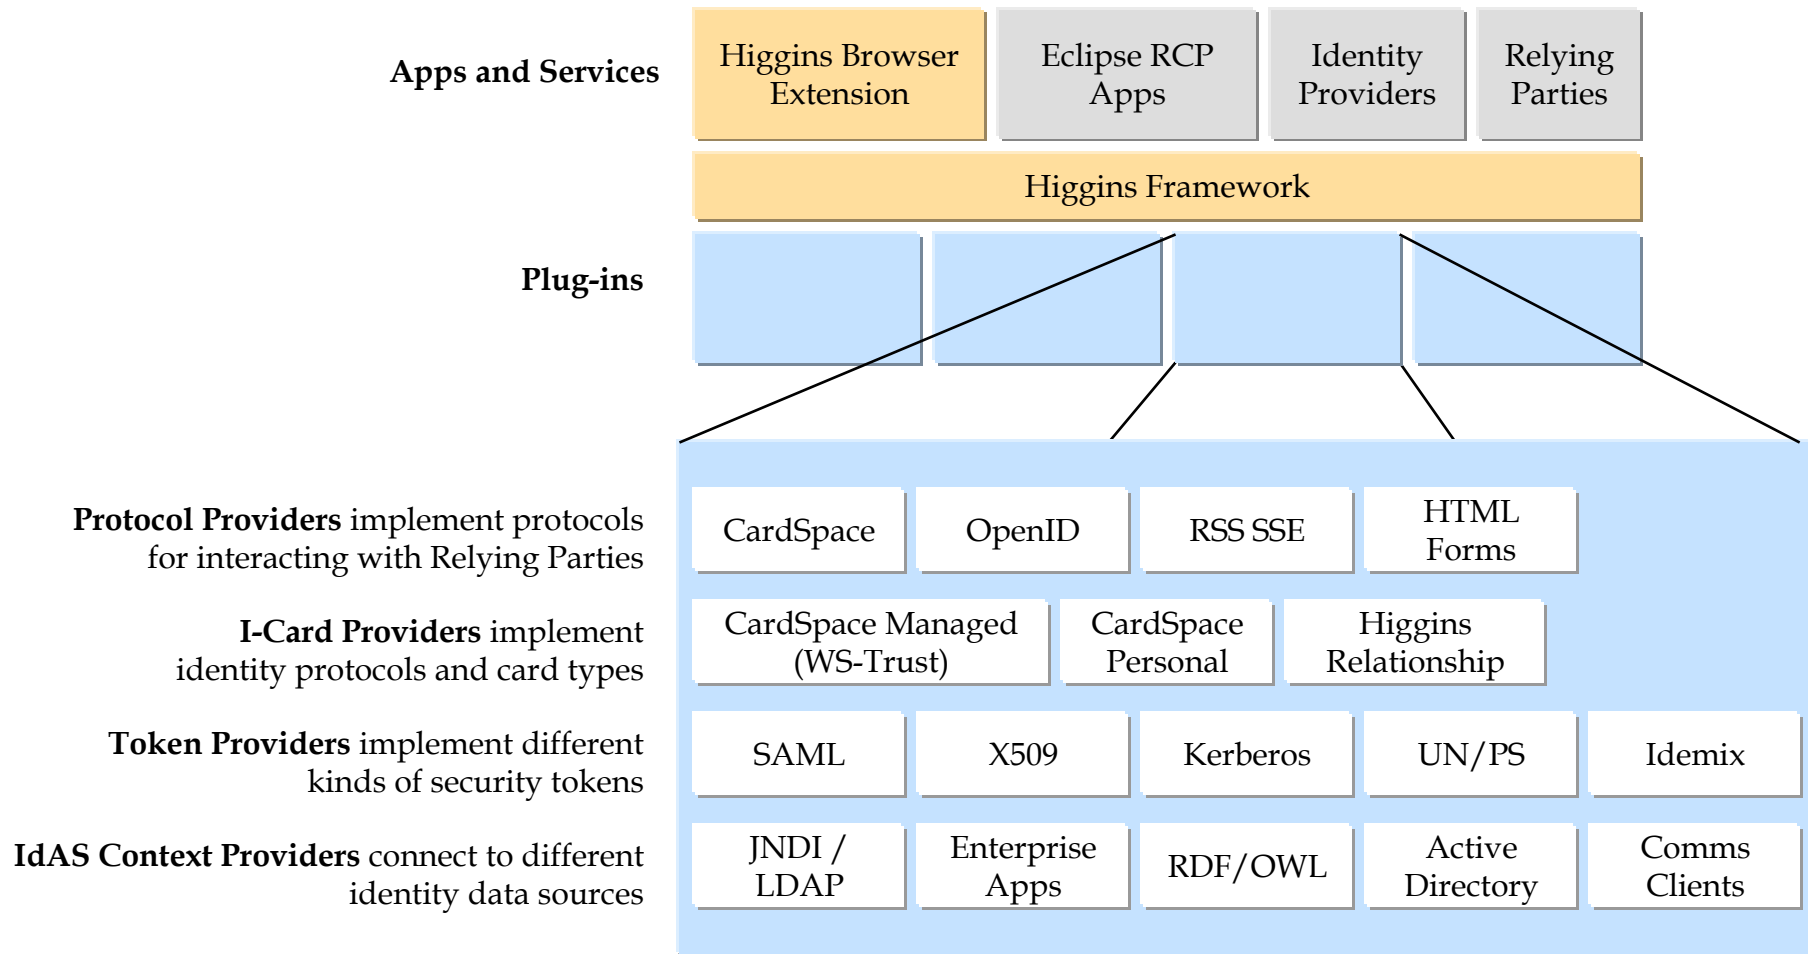 Apps and Services
Higgins Browser
Extension
Eclipse RCP
Apps
Identity
Providers
Relying
Parties
Higgins Framework
Plug-ins
Protocol Providers implement protocols
for interacting with Relying Parties
CardSpace
OpenID
RSS SSE
HTML
Forms
I-Card Providers implement
identity protocols and card types
CardSpace Managed
(WS-Trust)
CardSpace
Personal
Higgins
Relationship
Token Providers implement different
kinds of security tokens
SAML
X509
Kerberos
UN/PS
Idemix
IdAS Context Providers connect to different
identity data sources
JNDI /
LDAP
Enterprise
Apps
RDF/OWL
Active
Directory
Comms
Clients